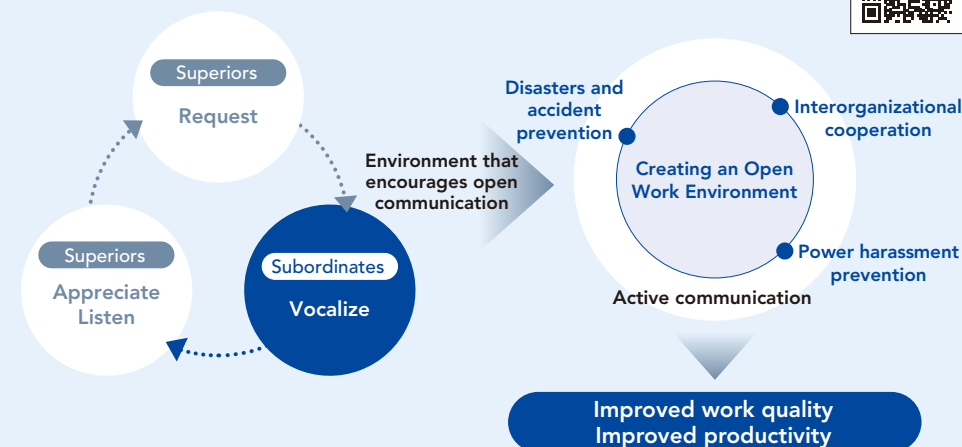 Superiors
Request
Superiors
Appreciate
Listen
Subordinates
Vocalize
Environment that
encourages open
communication
Disasters and
accident
prevention
Interorganizational
cooperation
Creating an Open
Work Environment
Power harassment
prevention
Active communication
Improved work quality
Improved productivity